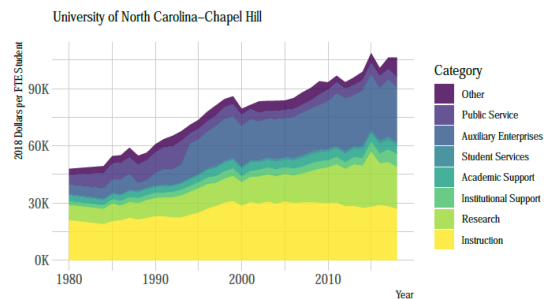 University of North Carolina–Chapel Hill
2018 Dollars per FTE Student
90K
60K
30K
0K
1980
1990
2000
2010
Year
Category
Other
Public Service
Auxiliary Enterprises
Student Services
Academic Support
Institutional Support
Research
Instruction